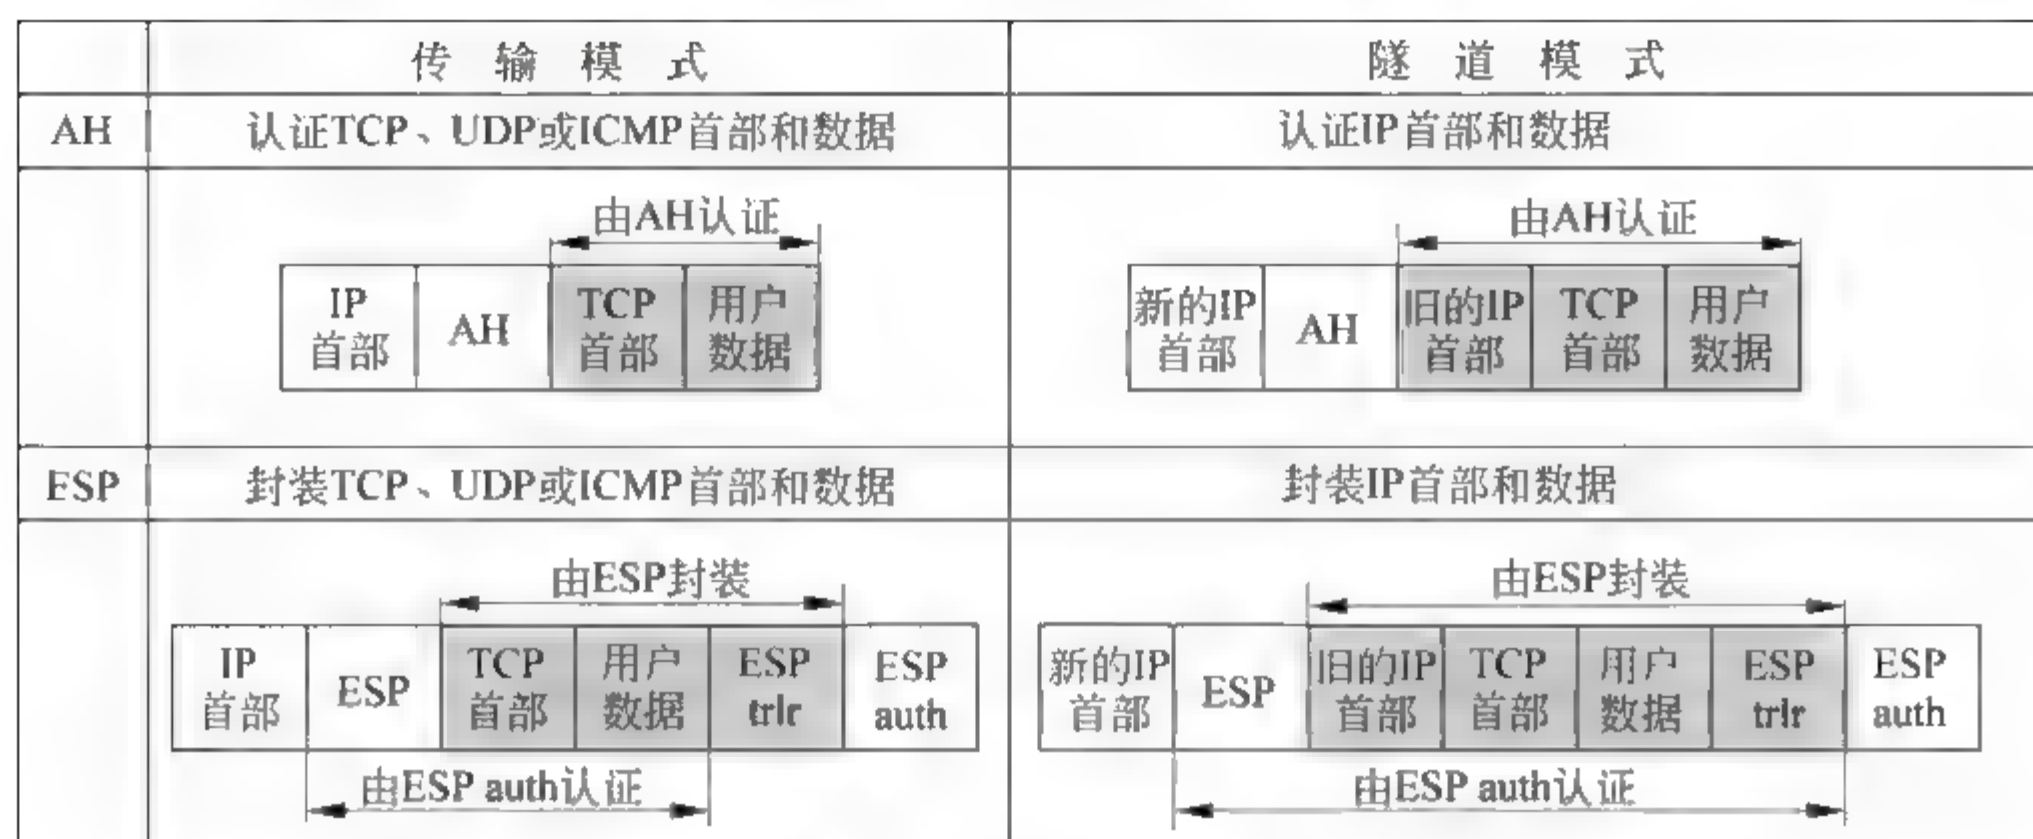 传输模式
隧道模式
AH
认证TCP、UDP或ICMP首部和数据
认证IP首部和数据
由AH认证
IP
首部
AH
TCP
首部
用户
数据
由AH认证
新的IP
首部
AH
旧的IP
首部
TCP
首部
用户
数据
ESP
封装TCP、UDP或ICMP首部和数据
封装IP首部和数据
由ESP封装
IP
首部
ESP
TCP
首部
用户
数据
ESP
trlr
ESP
auth
由ESP auth认证
由ESP封装
新的IP
首部
ESP
旧的IP
首部
TCP
首部
用户
数据
ESP
trlr
ESP
auth
由ESP auth认证